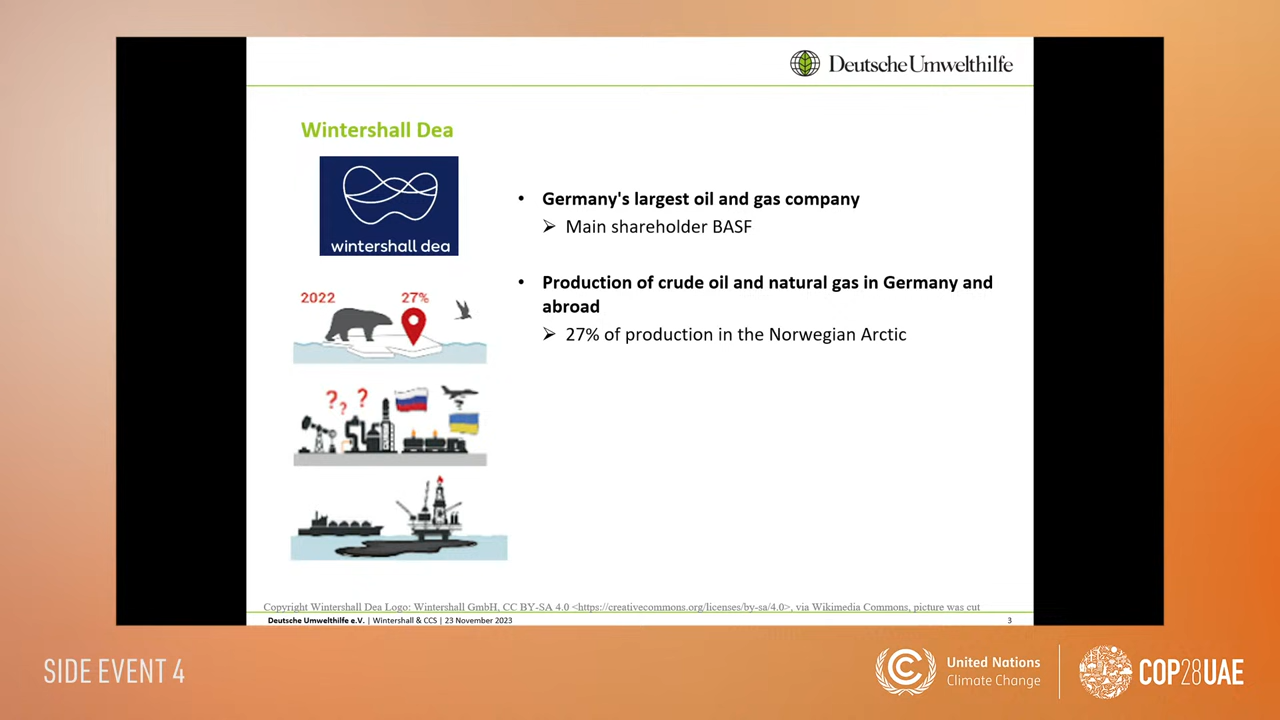 Deutsche Umwelthilfe
Wintershall Dea
wintershall dea
• Germany's largest oil and gas company
➢ Main shareholder BASF
• Production of crude oil and natural gas in Germany and
abroad
➢ 27% of production in the Norwegian Arctic
2022 27%
? ? ?
Copyright Wintershall Dea Logo: Wintershall GmbH, CC BY-SA 4.0 <https://creativecommons.org/licenses/by-sa/4.0>, via Wikimedia Commons, picture was cut
Deutsche Umwelthilfe e.V. | Wintershall & CCS | 23 November 2023 3
SIDE EVENT 4
United Nations
Climate Change
COP28UAE